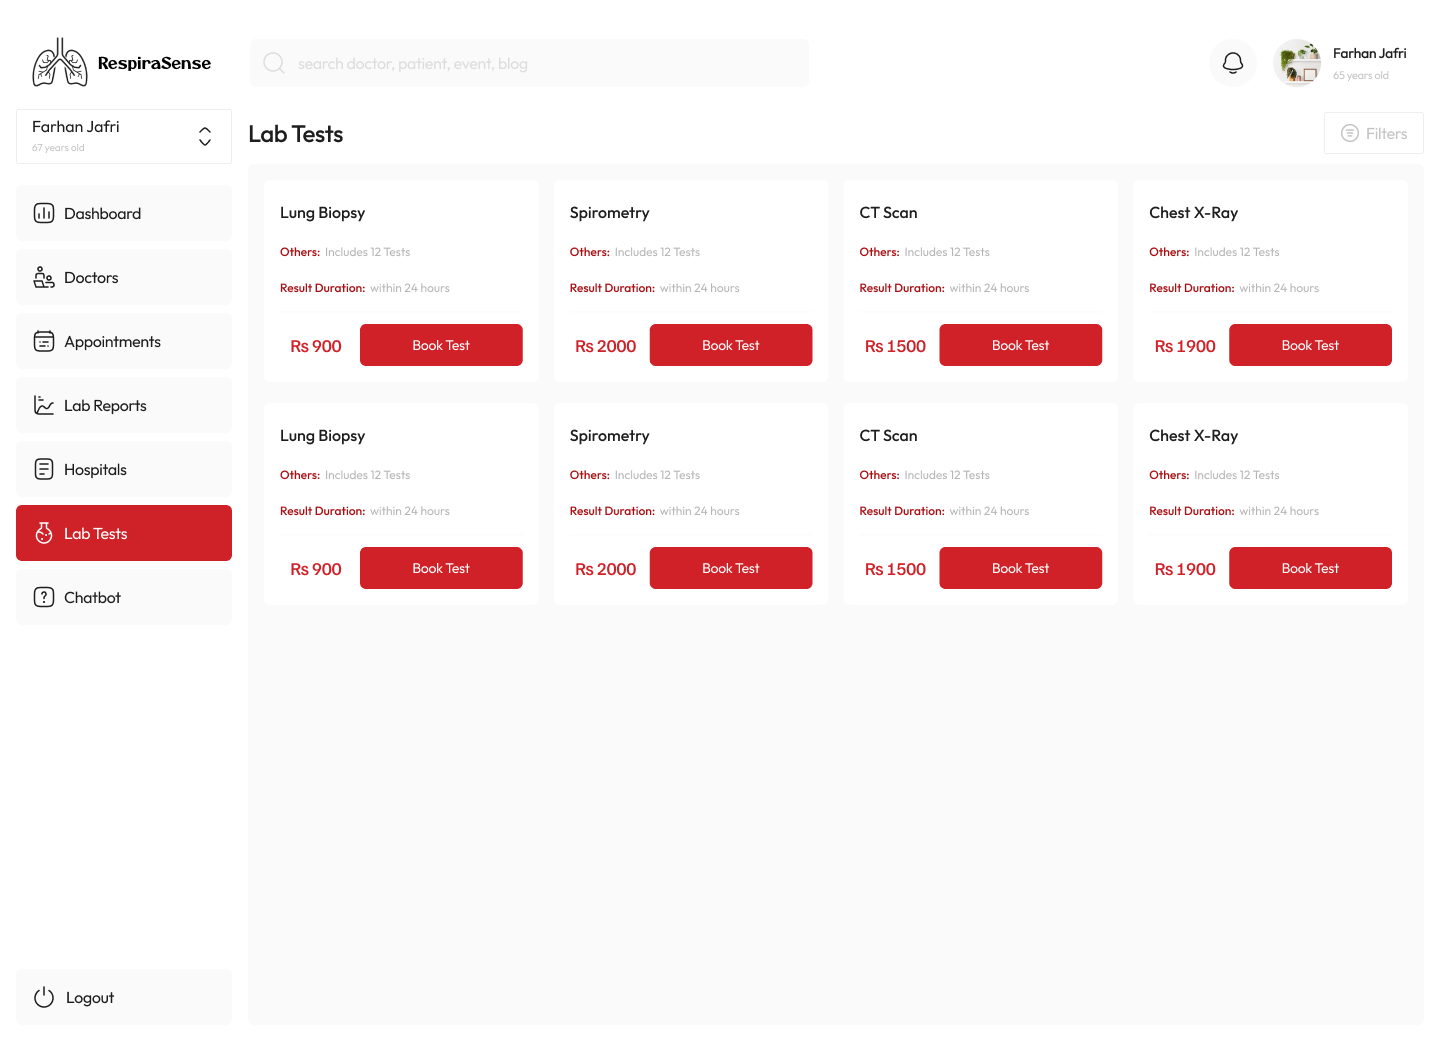 RespiraSense
search doctor, patient, event, blog
Farhan Jafri
65 years old
Farhan Jafri
67 years old
Dashboard
Doctors
Appointments
Lab Reports
Hospitals
Lab Tests
Chatbot
Logout
Lab Tests
Filters
Lung Biopsy
Others: Includes 12 Tests
Result Duration: within 24 hours
Rs 900
Book Test
Spirometry
Others: Includes 12 Tests
Result Duration: within 24 hours
Rs 2000
Book Test
CT Scan
Others: Includes 12 Tests
Result Duration: within 24 hours
Rs 1500
Book Test
Chest X-Ray
Others: Includes 12 Tests
Result Duration: within 24 hours
Rs 1900
Book Test
Lung Biopsy
Others: Includes 12 Tests
Result Duration: within 24 hours
Rs 900
Book Test
Spirometry
Others: Includes 12 Tests
Result Duration: within 24 hours
Rs 2000
Book Test
CT Scan
Others: Includes 12 Tests
Result Duration: within 24 hours
Rs 1500
Book Test
Chest X-Ray
Others: Includes 12 Tests
Result Duration: within 24 hours
Rs 1900
Book Test